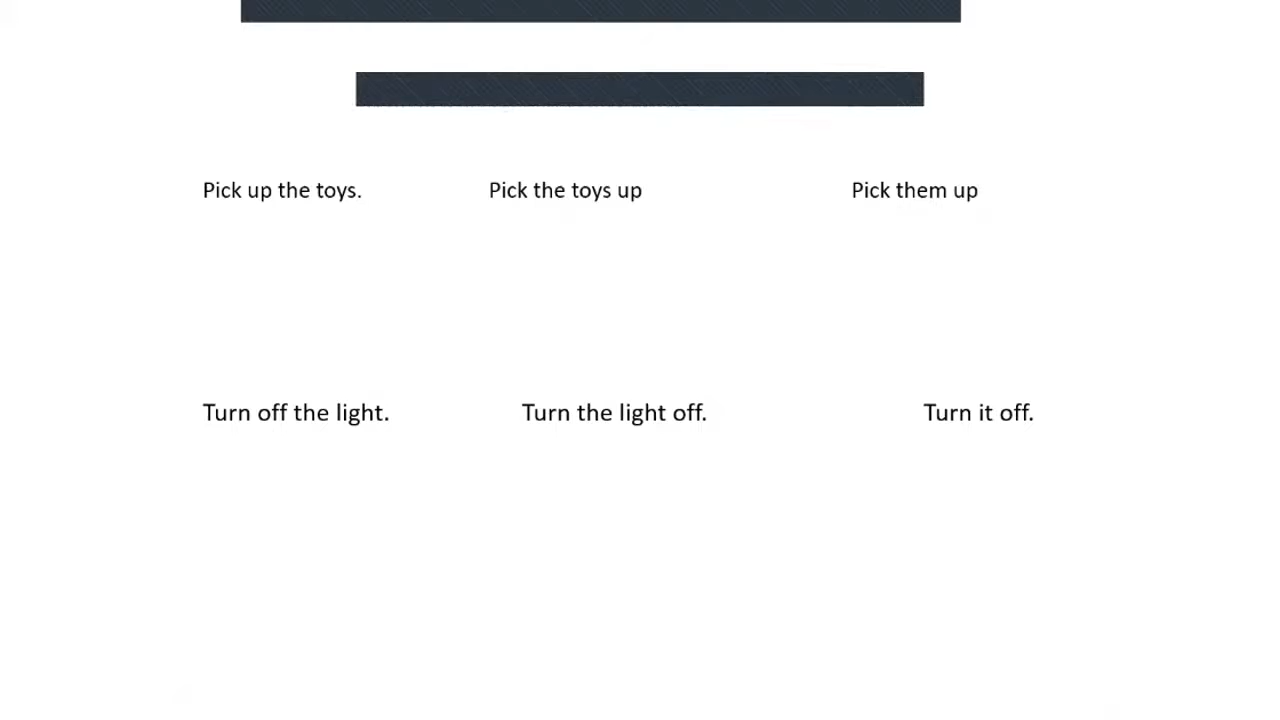 Pick up the toys. Pick the toys up Pick them up
Turn off the light. Turn the light off. Turn it off.